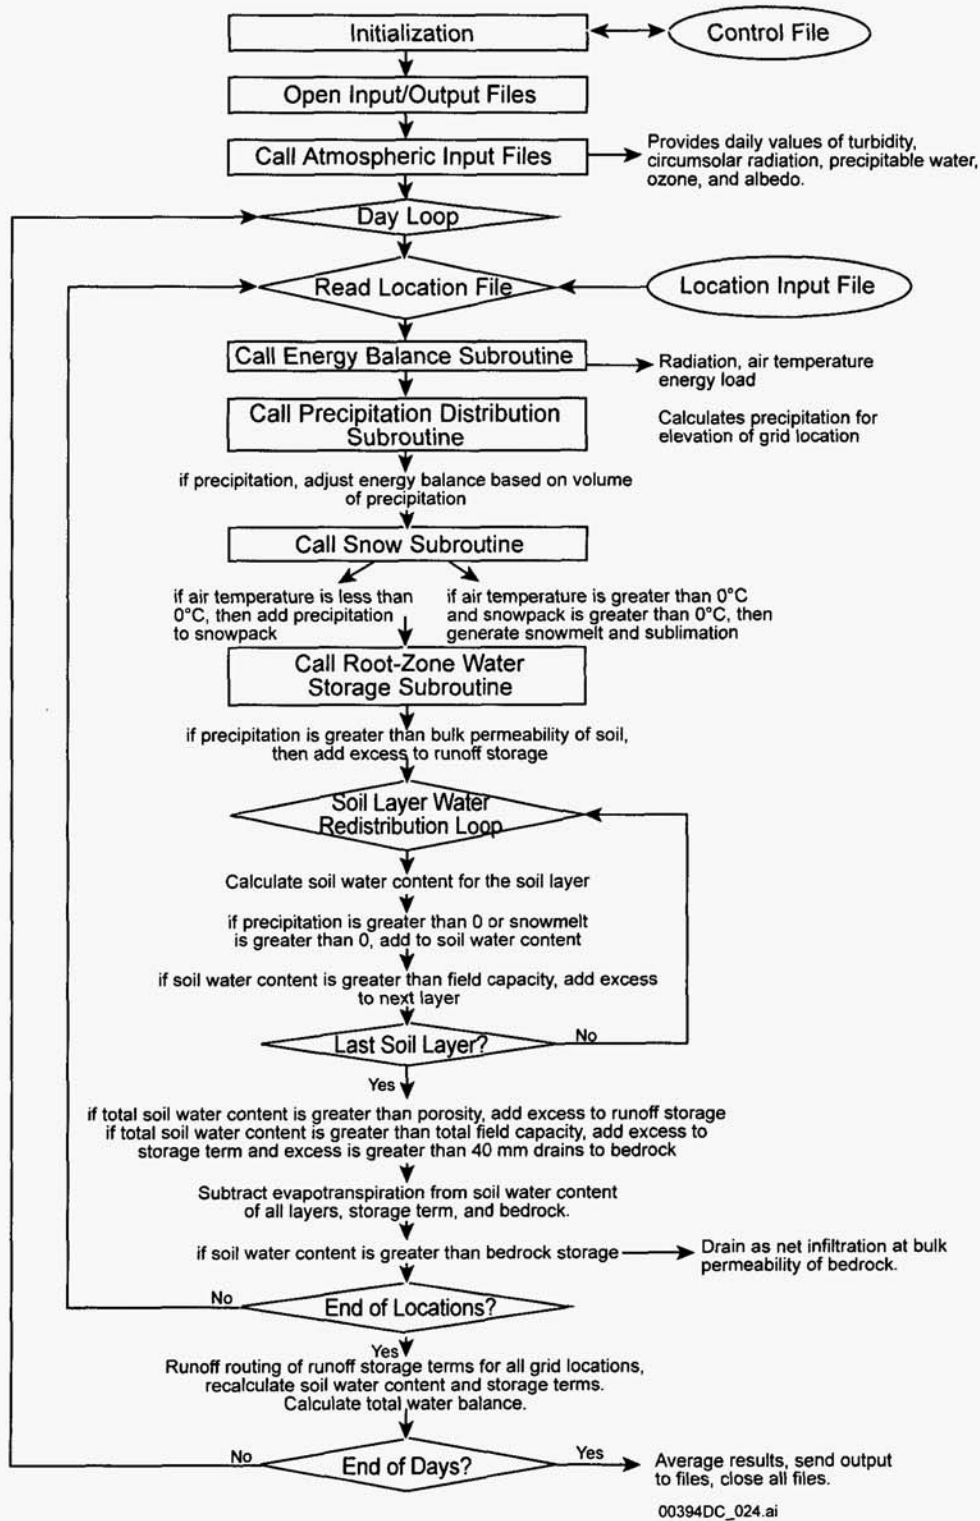 Initialization
Control File
Open Input/Output Files
Call Atmospheric Input Files
Provides daily values of turbidity,
circumsolar radiation, precipitable water,
ozone, and albedo.
Day Loop
Read Location File
Location Input File
Call Energy Balance Subroutine
Radiation, air temperature
energy load
Call Precipitation Distribution
Subroutine
Calculates precipitation for
elevation of grid location
if precipitation, adjust energy balance based on volume
of precipitation
Call Snow Subroutine
if air temperature is less than
0°C, then add precipitation
to snowpack
if air temperature is greater than 0°C
and snowpack is greater than 0°C, then
generate snowmelt and sublimation
Call Root-Zone Water
Storage Subroutine
if precipitation is greater than bulk permeability of soil,
then add excess to runoff storage
Soil Layer Water
Redistribution Loop
Calculate soil water content for the soil layer
if precipitation is greater than 0 or snowmelt
is greater than 0, add to soil water content
if soil water content is greater than field capacity, add excess
to next layer
Last Soil Layer?
No
Yes
if total soil water content is greater than porosity, add excess to runoff storage
if total soil water content is greater than total field capacity, add excess to
storage term and excess is greater than 40 mm drains to bedrock
Subtract evapotranspiration from soil water content
of all layers, storage term, and bedrock.
if soil water content is greater than bedrock storage
Drain as net infiltration at bulk
permeability of bedrock.
No
End of Locations?
Yes
Runoff routing of runoff storage terms for all grid locations,
recalculate soil water content and storage terms.
Calculate total water balance.
No
End of Days?
Yes
Average results, send output
to files, close all files.
00394DC_024.ai